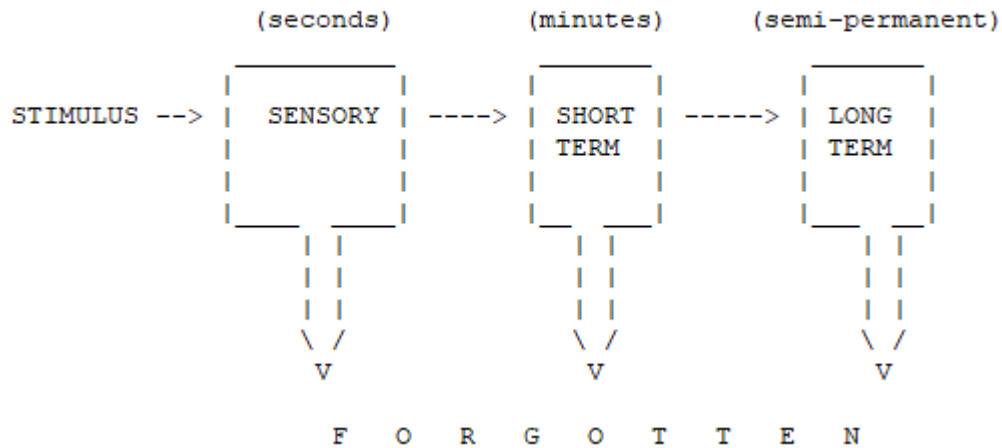 (seconds) (minutes) (semi-permanent)
STIMULUS --> SENSORY ----> SHORT -----> LONG
TERM TERM
F O R G O T T E N